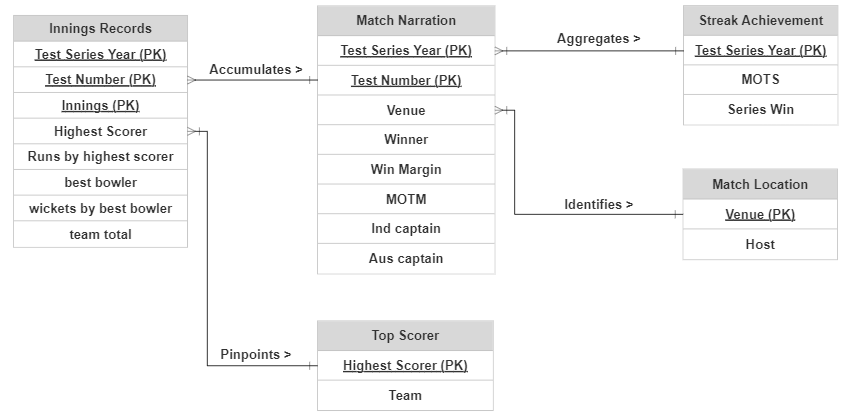 Innings Records
Test Series Year (PK)
Test Number (PK)
Innings (PK)
Highest Scorer
Runs by highest scorer
best bowler
wickets by best bowler
team total
Accumulates >
Match Narration
Test Series Year (PK)
Test Number (PK)
Venue
Winner
Win Margin
MOTM
Ind captain
Aus captain
Aggregates >
Streak Achievement
Test Series Year (PK)
MOTS
Series Win
Identifies >
Match Location
Venue (PK)
Host
Pinpoints >
Top Scorer
Highest Scorer (PK)
Team